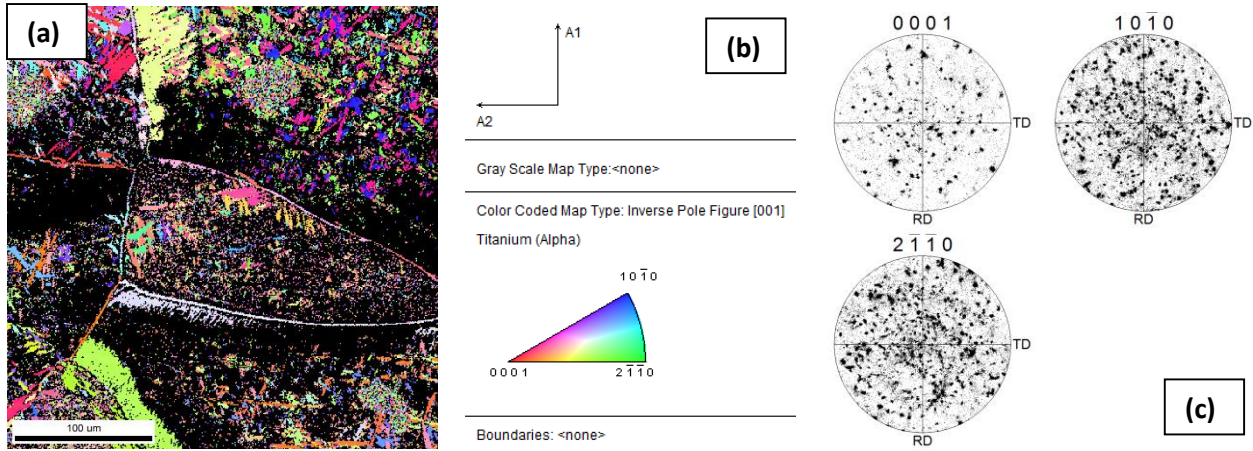 (a)
100 um
(b)
A1
A2
Gray Scale Map Type:<none>
Color Coded Map Type: Inverse Pole Figure [001]
Titanium (Alpha)
1 0 1̅ 0
0 0 0 1
2 1̅ 1̅ 0
Boundaries: <none>
0 0 0 1
TD
RD
1 0 1̅ 0
TD
RD
2 1̅ 1̅ 0
TD
RD
(c)